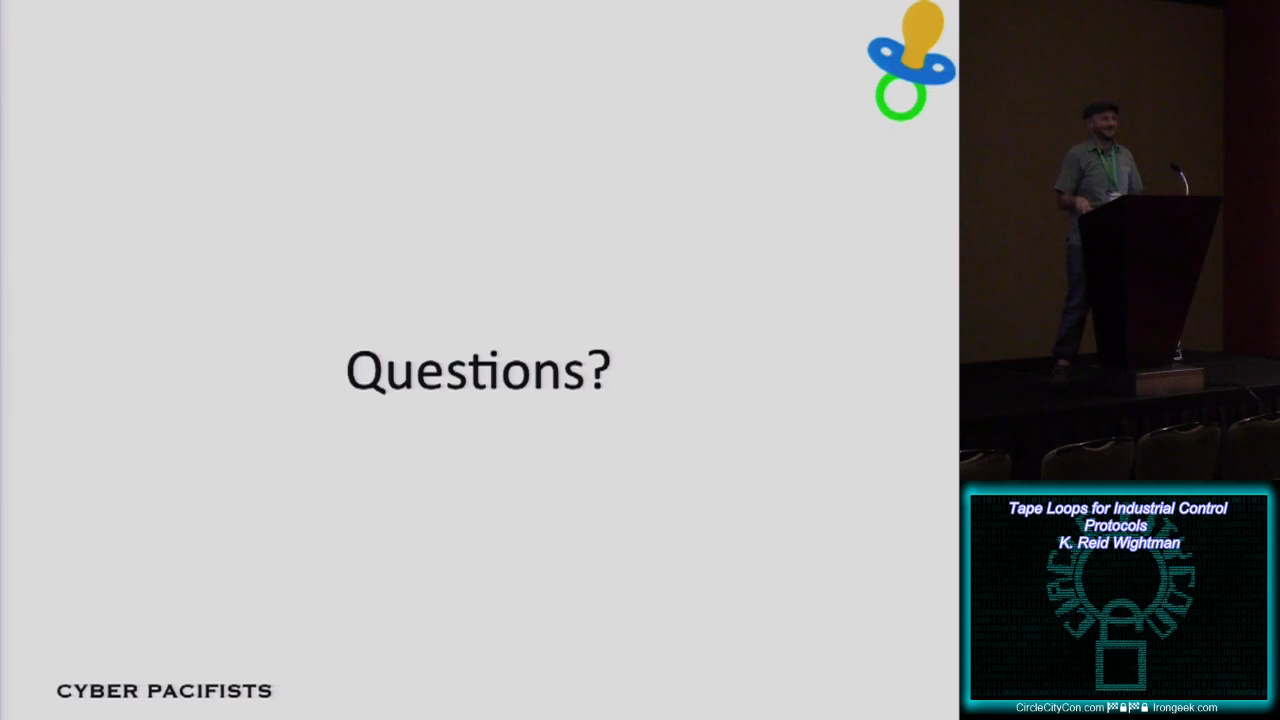 Questions?
CYBER PACIFISTS
Tape Loops for Industrial Control
Protocols
K. Reid Wightman
CircleCityCon.com Irongeek.com